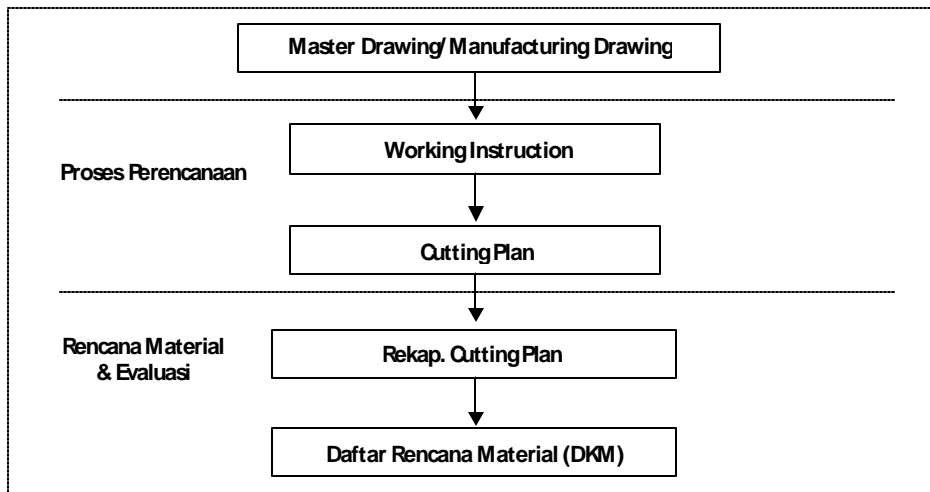 Master Drawing/ Manufacturing Drawing
Working Instruction
Proses Perencanaan
Cutting Plan
Rencana Material
& Evaluasi
Rekap. Cutting Plan
Daftar Rencana Material (DKM)